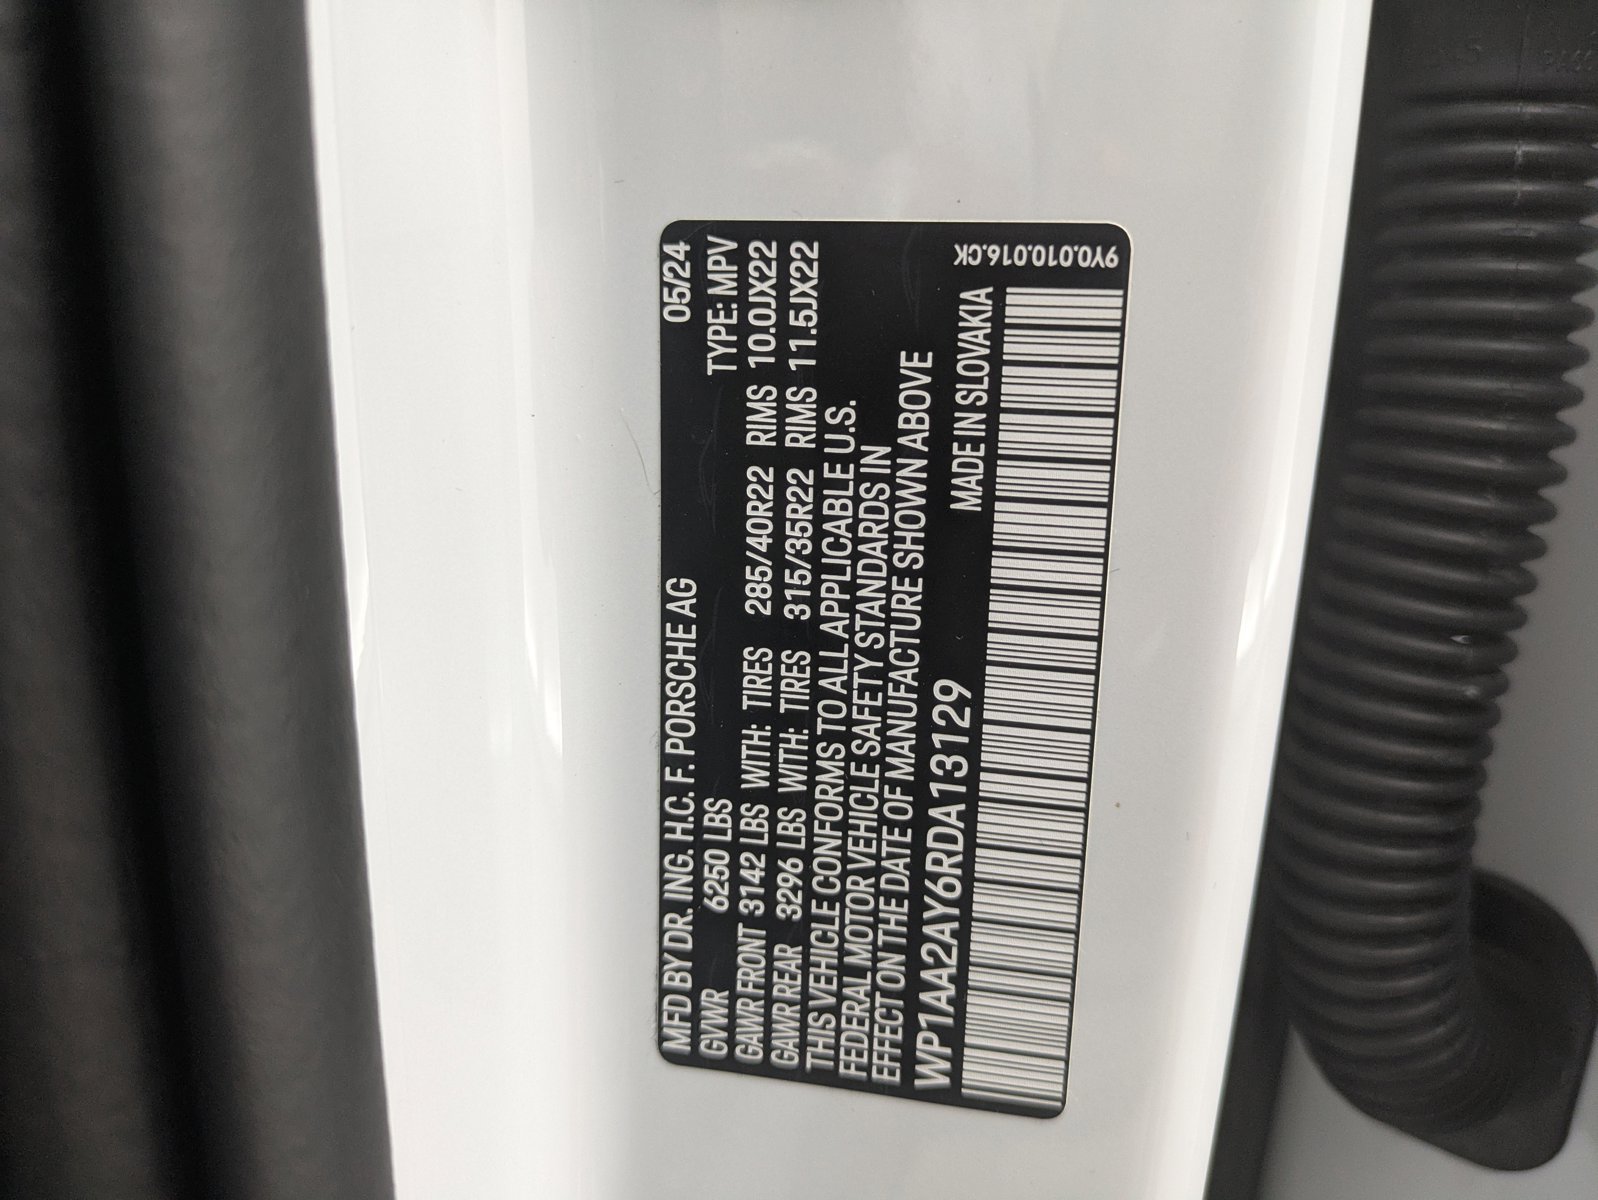 MFD BY DR. ING. H.C. F. PORSCHE AG 05/24
GVWR 6250 LBS TYPE: MPV
GAWR FRONT 3142 LBS WITH: TIRES 285/40R22 RIMS 10.0JX22
GAWR REAR 3296 LBS WITH: TIRES 315/35R22 RIMS 11.5JX22
THIS VEHICLE CONFORMS TO ALL APPLICABLE U.S.
FEDERAL MOTOR VEHICLE SAFETY STANDARDS IN
EFFECT ON THE DATE OF MANUFACTURE SHOWN ABOVE
WP1AA2AY6RDA13129 MADE IN SLOVAKIA
9Y0.010.016.CK